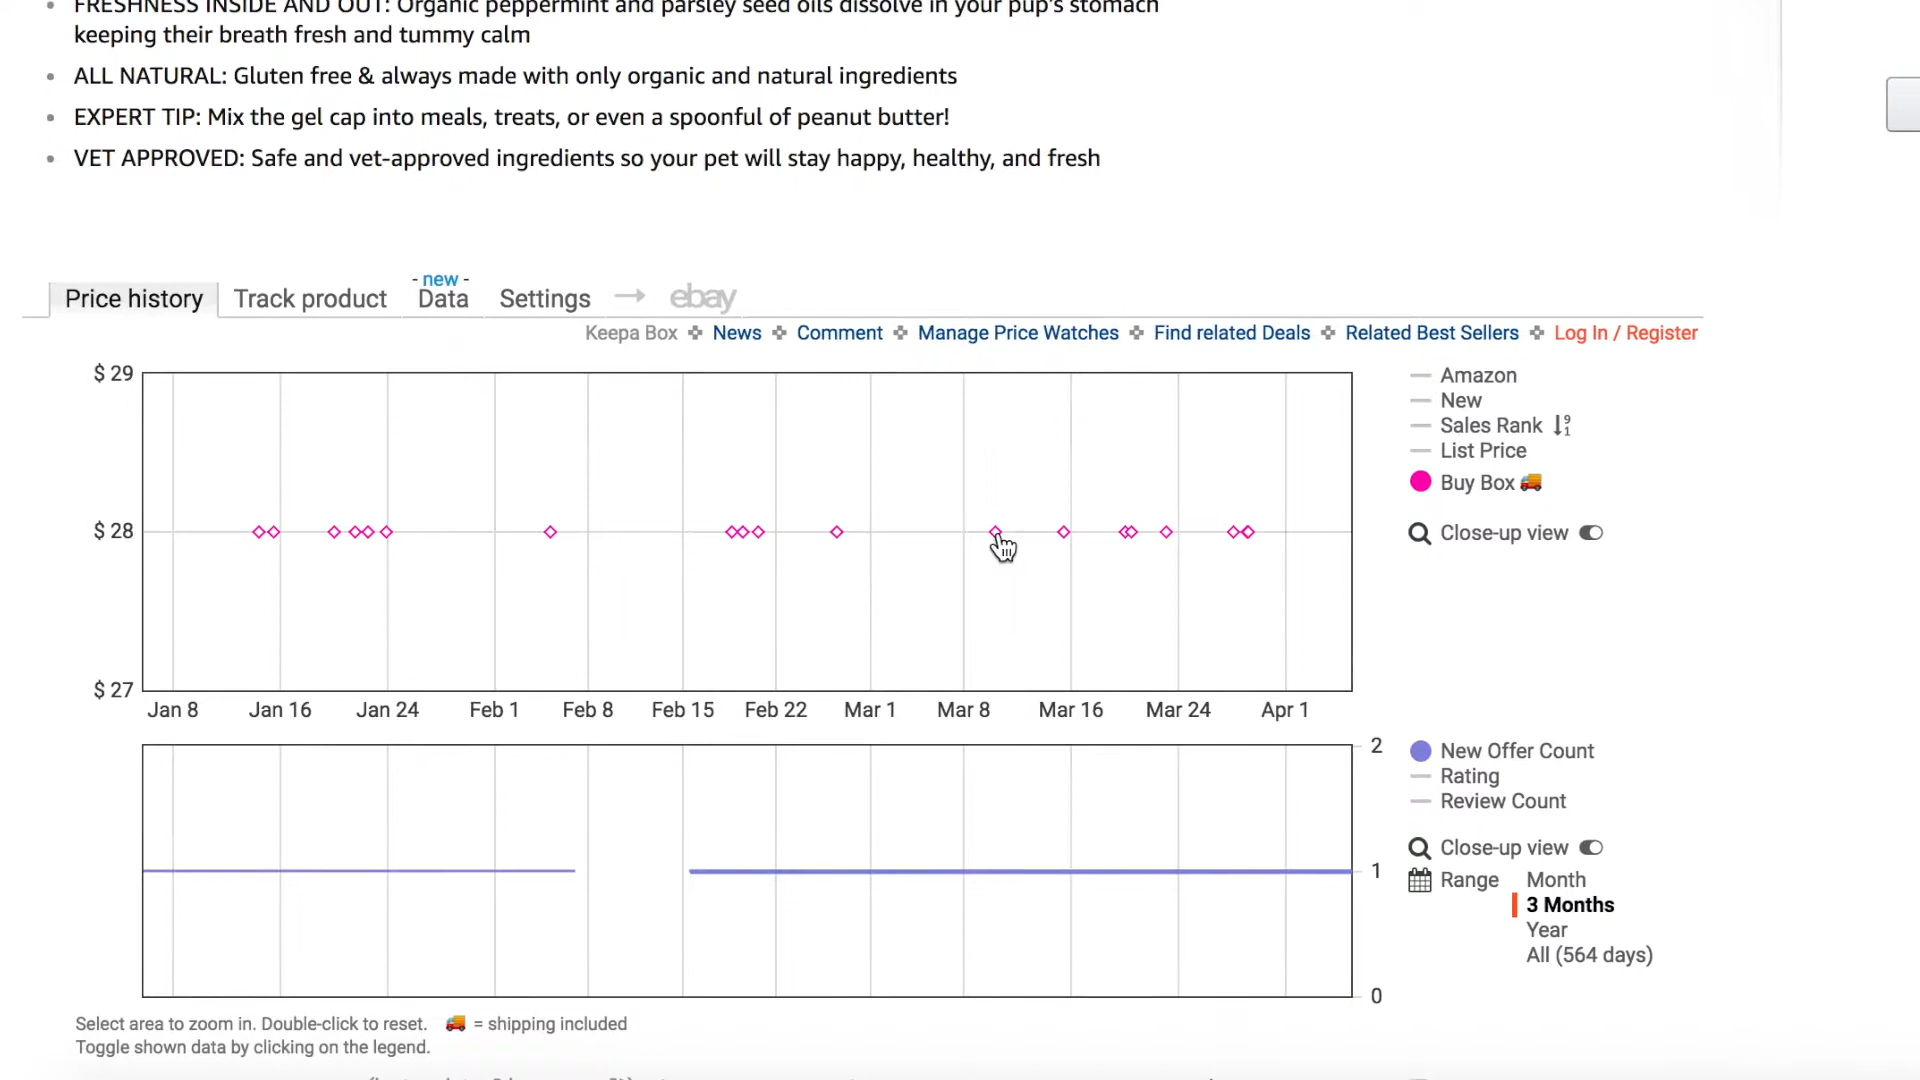 FRESHNESS INSIDE AND OUT: Organic peppermint and parsley seed oils dissolve in your pup's stomach
keeping their breath fresh and tummy calm
ALL NATURAL: Gluten free & always made with only organic and natural ingredients
EXPERT TIP: Mix the gel cap into meals, treats, or even a spoonful of peanut butter!
VET APPROVED: Safe and vet-approved ingredients so your pet will stay happy, healthy, and fresh
- new -
Price history Track product Data Settings → ebay
Keepa Box News Comment Manage Price Watches Find related Deals Related Best Sellers Log In / Register
$ 29
$ 28
$ 27
Jan 8 Jan 16 Jan 24 Feb 1 Feb 8 Feb 15 Feb 22 Mar 1 Mar 8 Mar 16 Mar 24 Apr 1
Amazon
New
Sales Rank
List Price
Buy Box
Close-up view
2
1
0
New Offer Count
Rating
Review Count
Close-up view
Range Month
3 Months
Year
All (564 days)
Select area to zoom in. Double-click to reset. = shipping included
Toggle shown data by clicking on the legend.